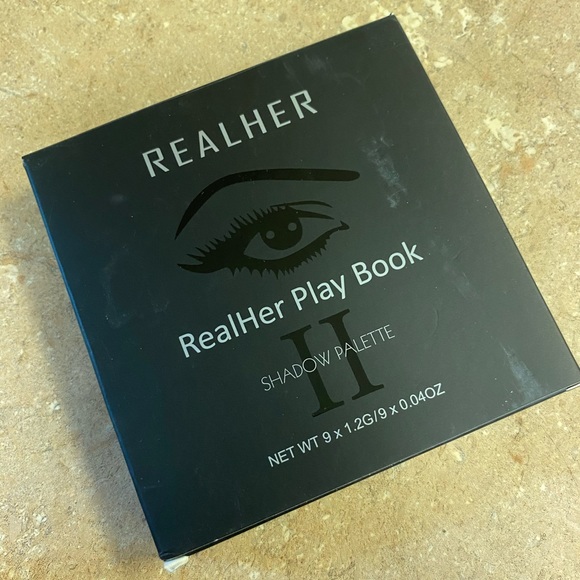 REALHER
RealHer Play Book
II
SHADOW PALETTE
NET WT 9 x 1.2G/9 x 0.04OZ